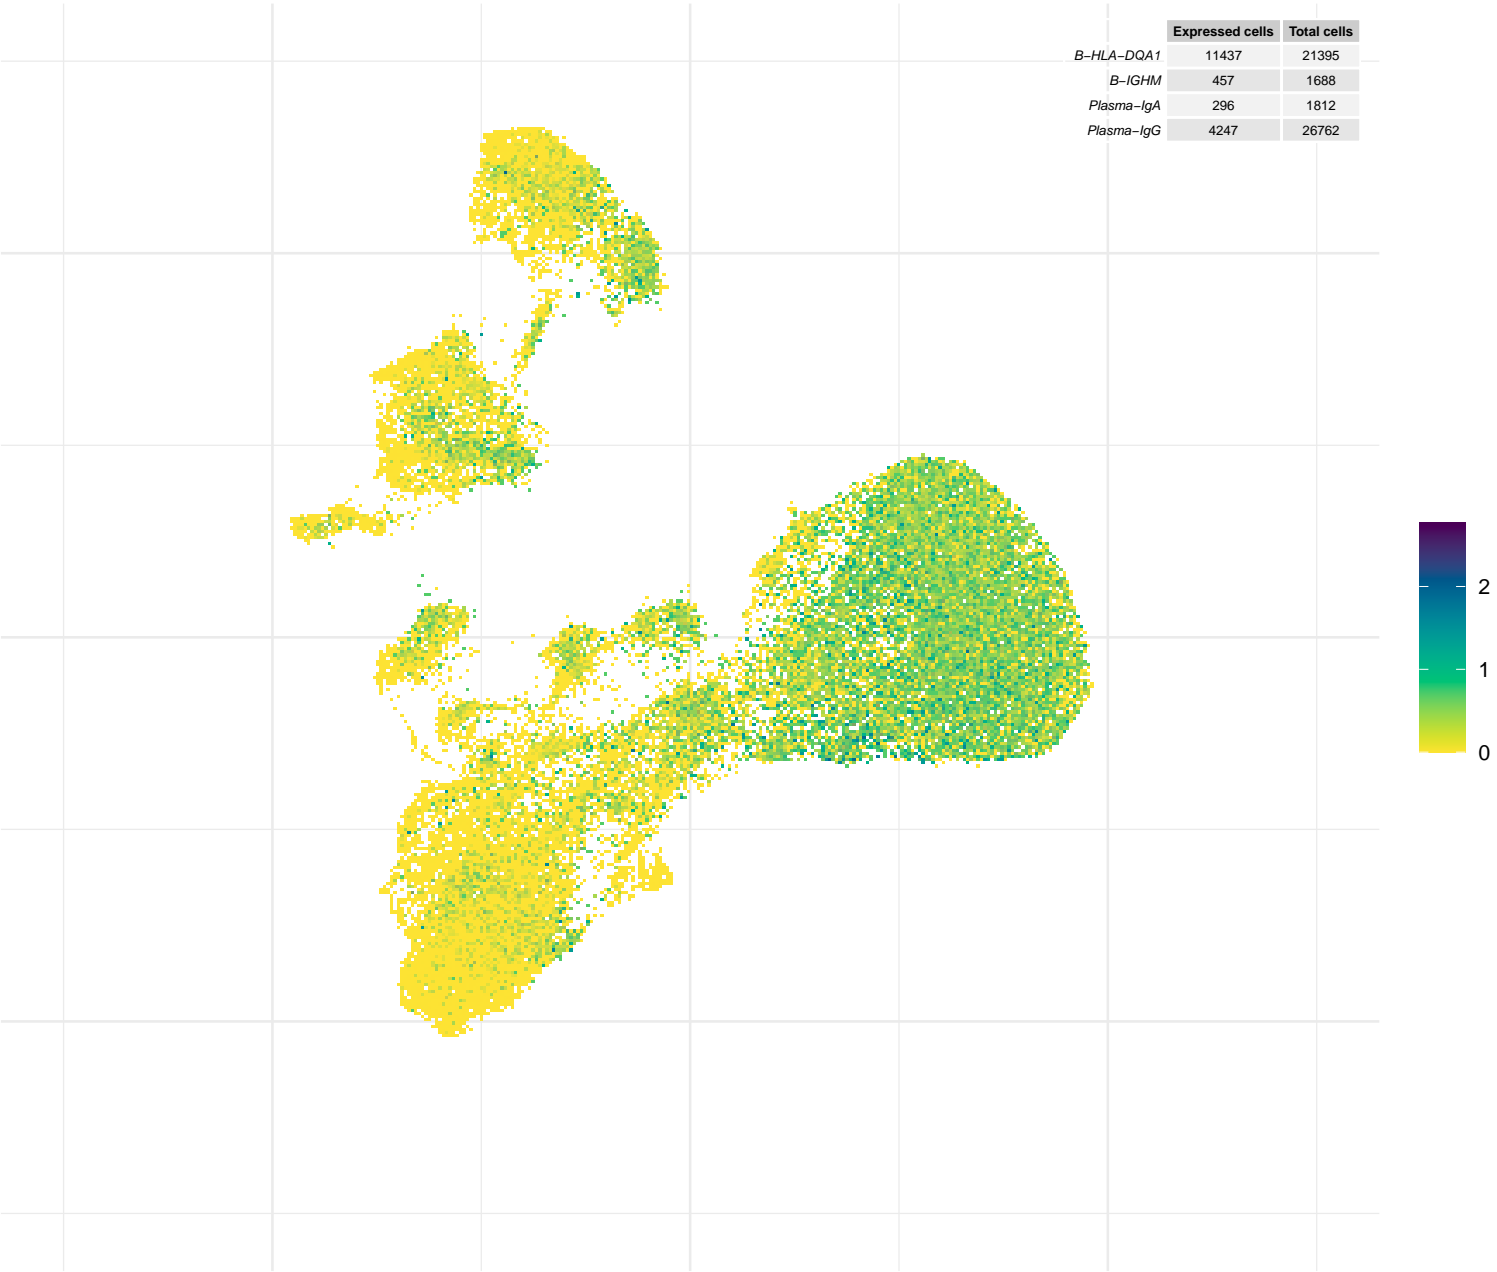 Expressed cells Total cells
B−HLA−DQA1 11437 21395
B−IGHM 457 1688
Plasma−IgA 296 1812
Plasma−IgG 4247 26762
2
1
0